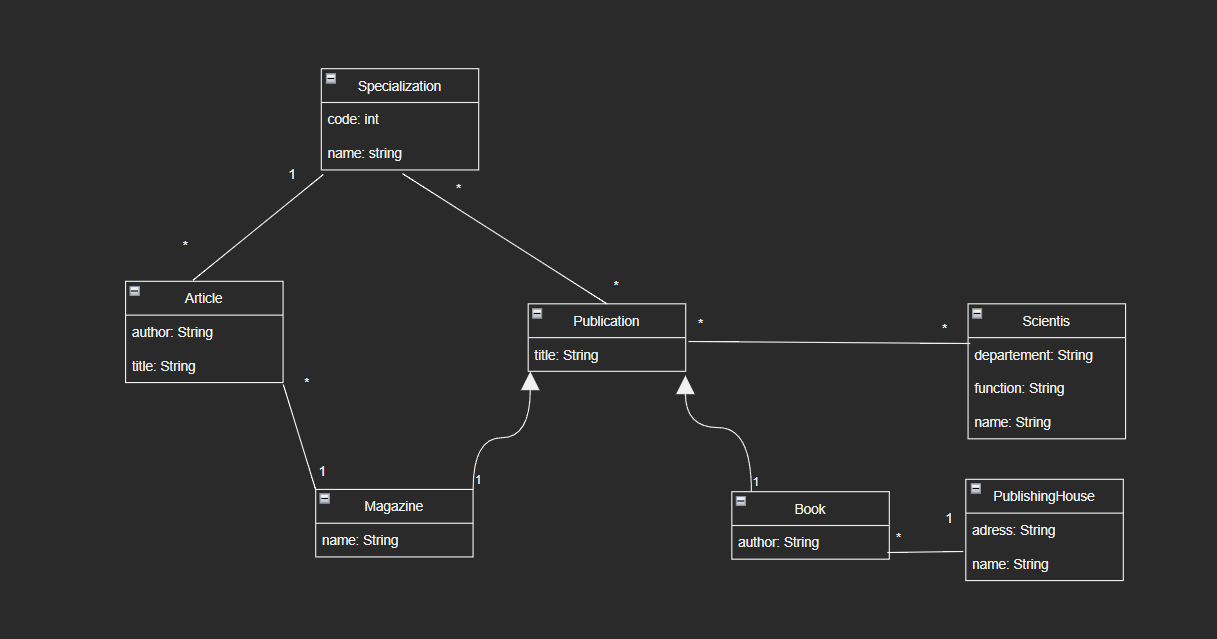 Specialization
code: int
name: string
1
*
*
*
Article
author: String
title: String
*
1
Publication
title: String
*
*
Scientis
departement: String
function: String
name: String
Magazine
name: String
1
1
Book
author: String
*
1
PublishingHouse
adress: String
name: String